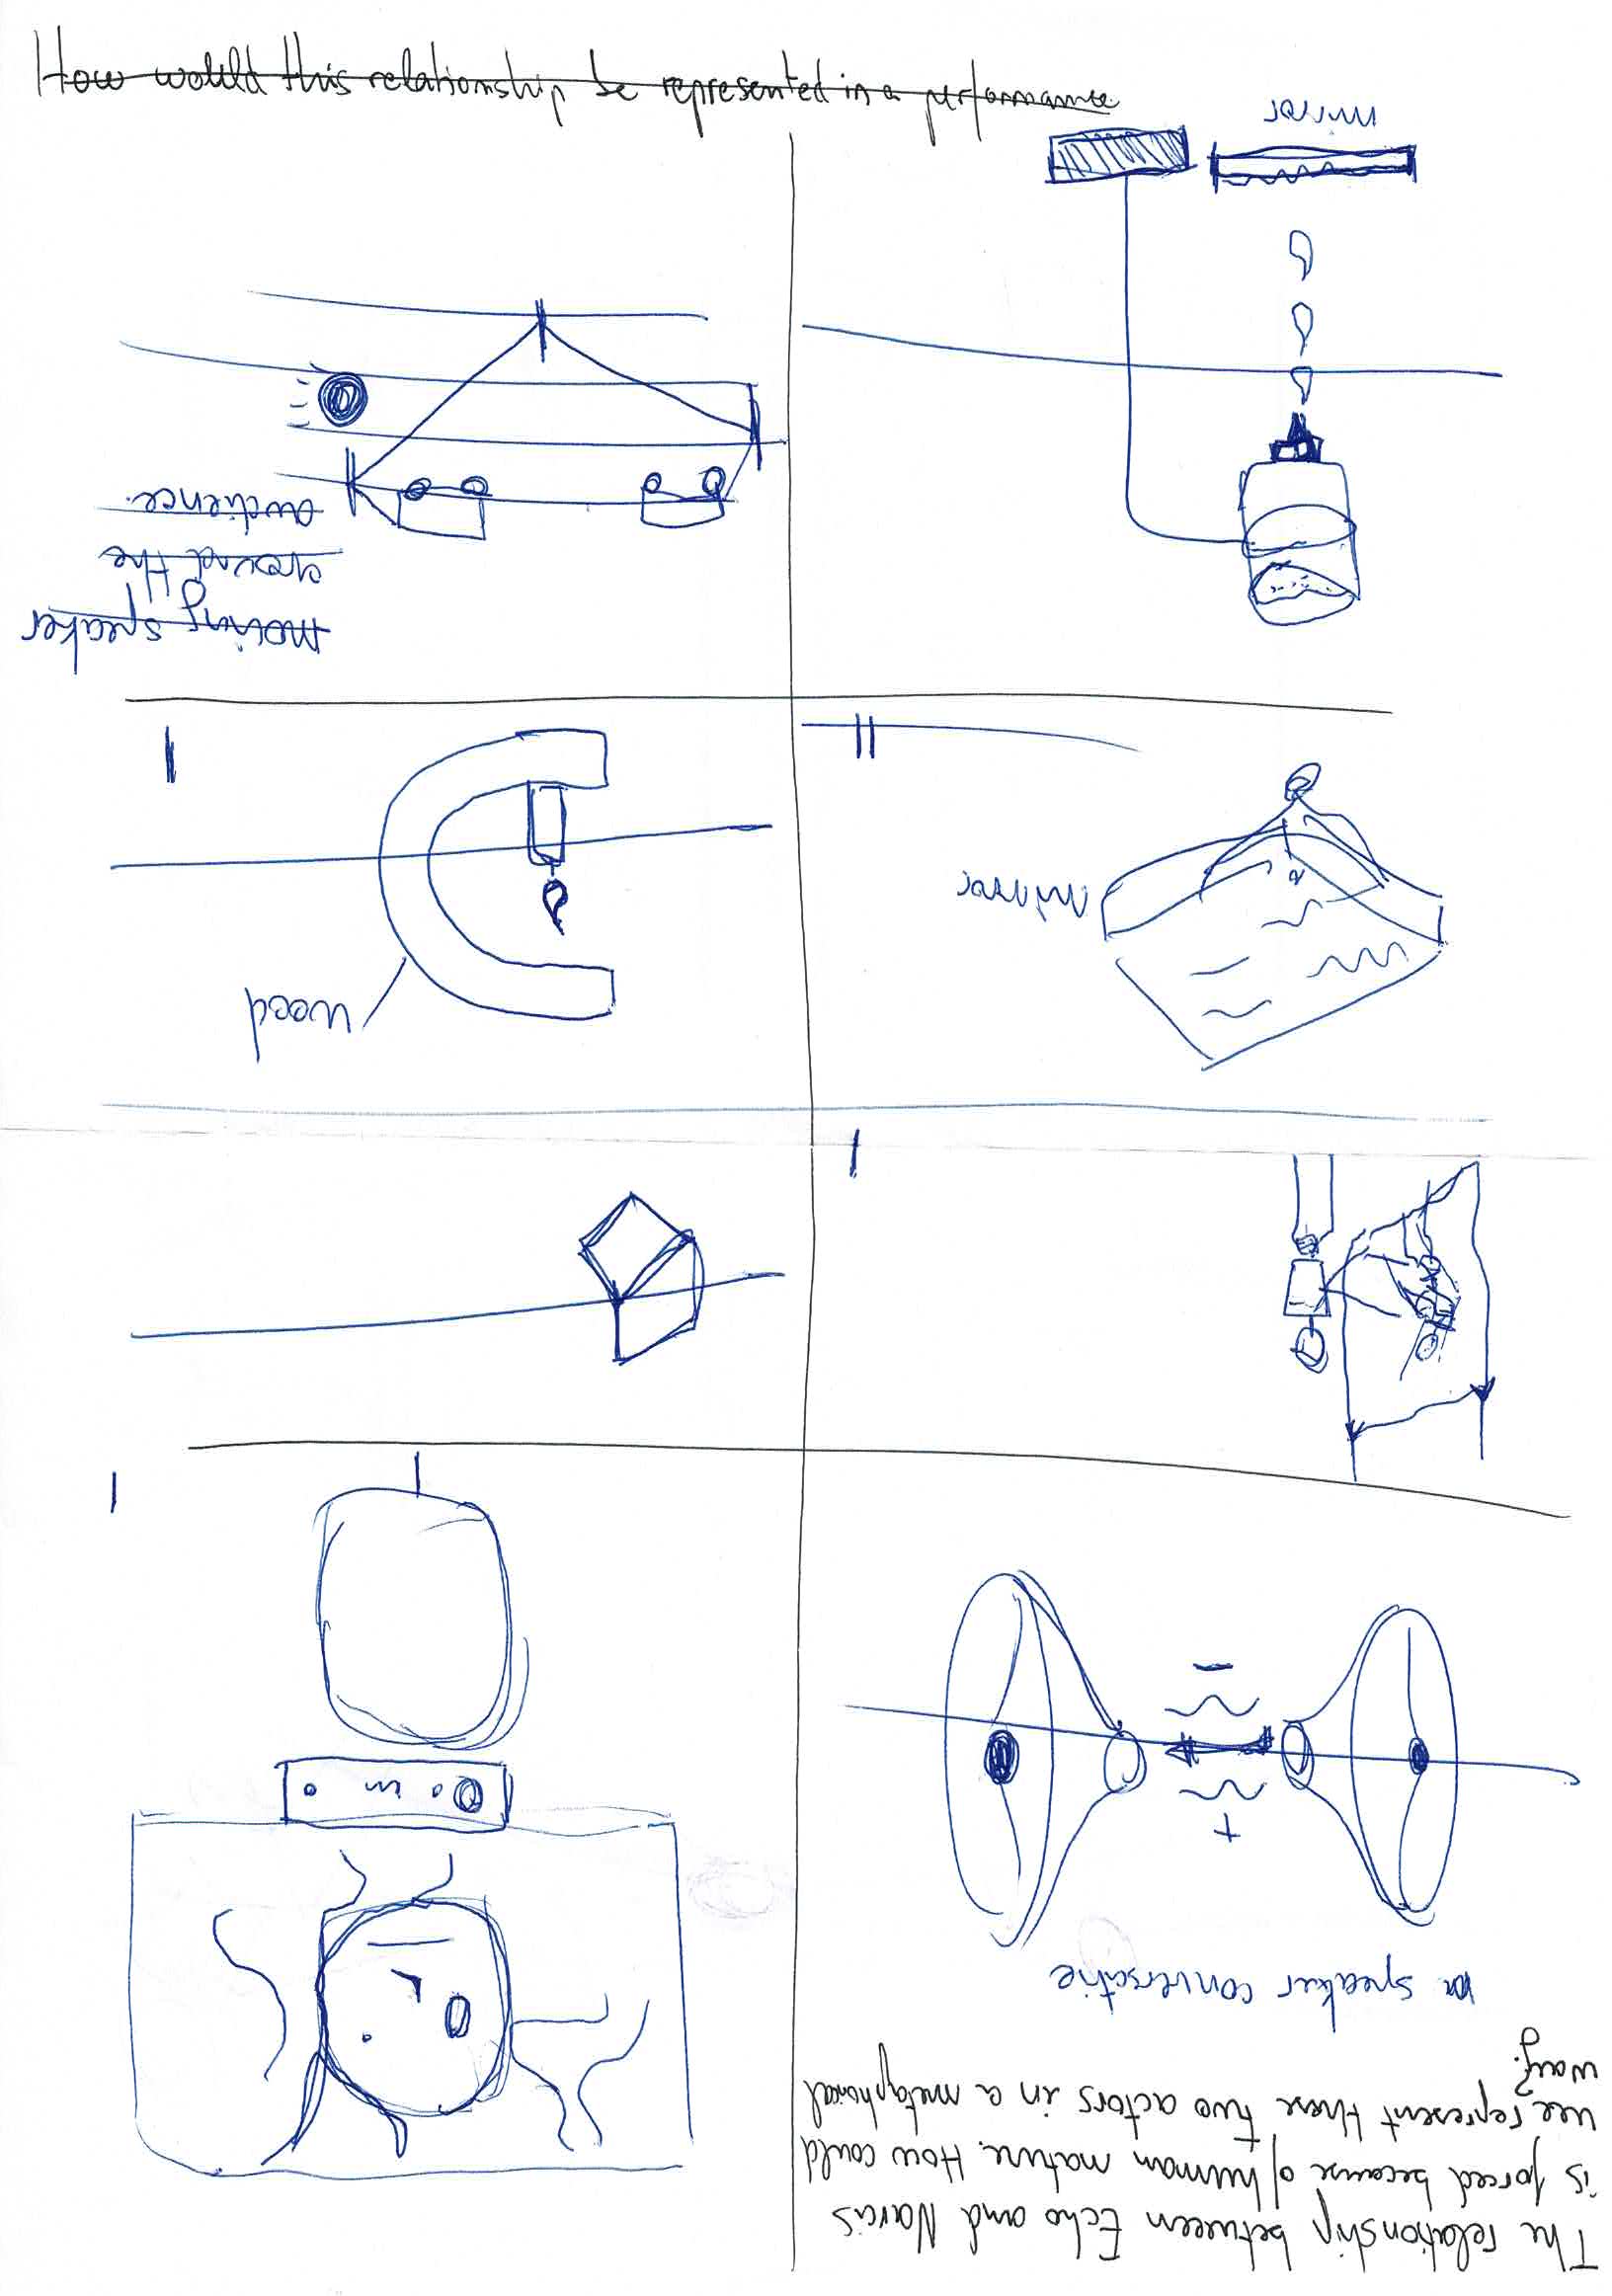 The relationship between Echo and Narcis
is forced because of human nature. How could
we represent these two actors in a metaphorical
way?
speaker conversatie
+
−
mirror
wood
moving speaker
around the
audience.
mirror
How would this relationship be represented in a performance